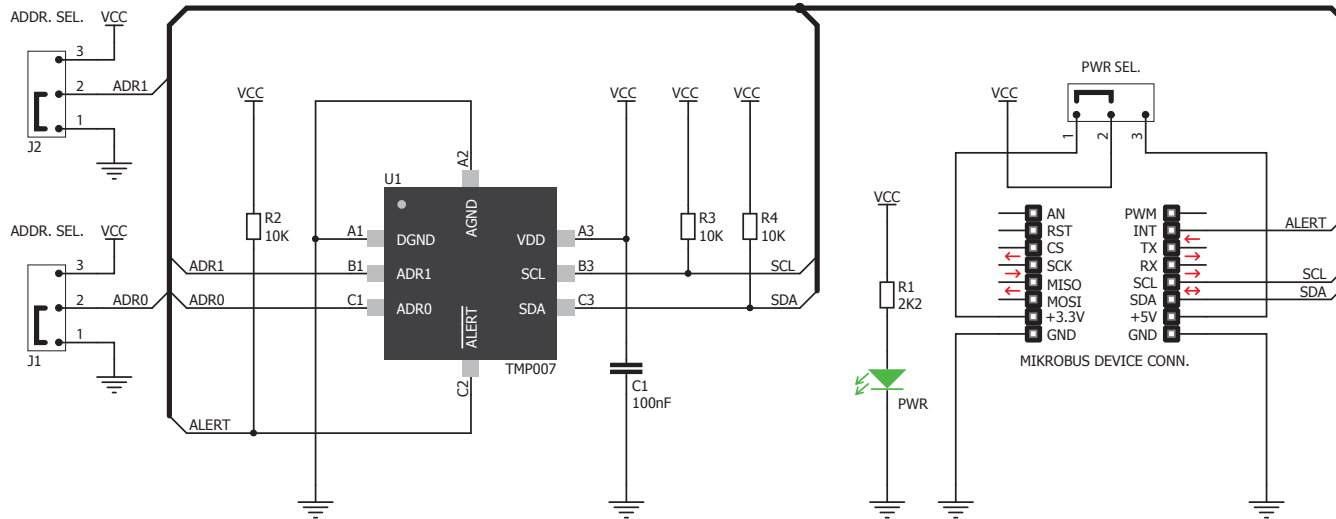 ADDR. SEL.
VCC
3
2
ADR1
1
J2
ADDR. SEL.
VCC
3
2
ADR0
1
J1
VCC
R2
10K
ADR1
ADR0
ALERT
U1
A2
AGND
A1
DGND
B1
ADR1
C1
ADR0
VDD
A3
SCL
B3
SDA
C3
ALERT
C2
TMP007
VCC
VCC
VCC
R3
10K
R4
10K
SCL
SDA
C1
100nF
VCC
R1
2K2
PWR
PWR SEL.
VCC
1
2
3
AN
RST
CS
SCK
MISO
MOSI
+3.3V
GND
PWM
INT
TX
RX
SCL
SDA
+5V
GND
ALERT
SCL
SDA
MIKROBUS DEVICE CONN.